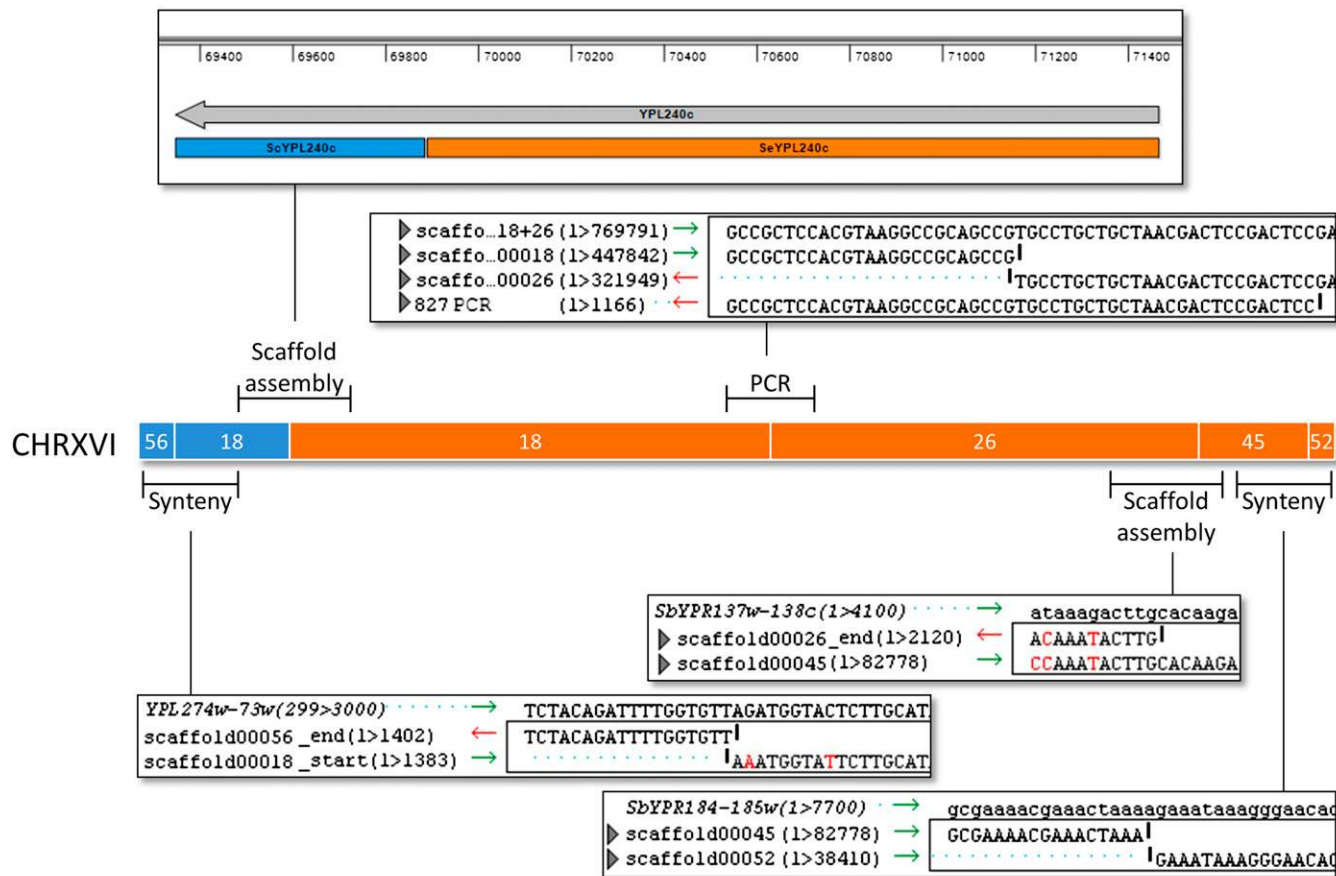 69400 69600 69800 70000 70200 70400 70600 70800 71000 71200 71400
YPL240c
ScYPL240c SeYPL240c
scaffo...18+26 (1>769791) → GCCGCTCCACGTAAGGCCGCAGCCGTGCCTGCTGCTAACGACTCCGACTCCGA
scaffo...00018 (1>447842) → GCCGCTCCACGTAAGGCCGCAGCCG
scaffo...00026 (1>321949) ← TGCCTGCTGCTAACGACTCCGACTCCGA
827 PCR (1>1166) ← GCCGCTCCACGTAAGGCCGCAGCCGTGCCTGCTGCTAACGACTCCGACTCC
Scaffold
assembly
PCR
CHRXVI 56 18 18 26 45 52
Synteny
Scaffold
assembly
Synteny
SbYPR137w-138c(1>4100) → ataaagacttgcacaaga
scaffold00026_end(1>2120) ← ACAAATACTTG
scaffold00045(1>82778) → CCAAATACTTGCACAAGA
YPL274w-73w(299>3000) → TCTACAGATTTTGGTGTTAGATGGTACTCTTGCAT
scaffold00056_end(1>1402) ← TCTACAGATTTTGGTGTT
scaffold00018_start(1>1383) → AAATGGTATTCTTGCAT
SbYPR184-185w(1>7700) → gcgaaaacgaaactaaaagaaataaagggaacag
scaffold00045(1>82778) → GCGAAAACGAAACTAAA
scaffold00052(1>38410) → GAAATAAAGGGAACAG